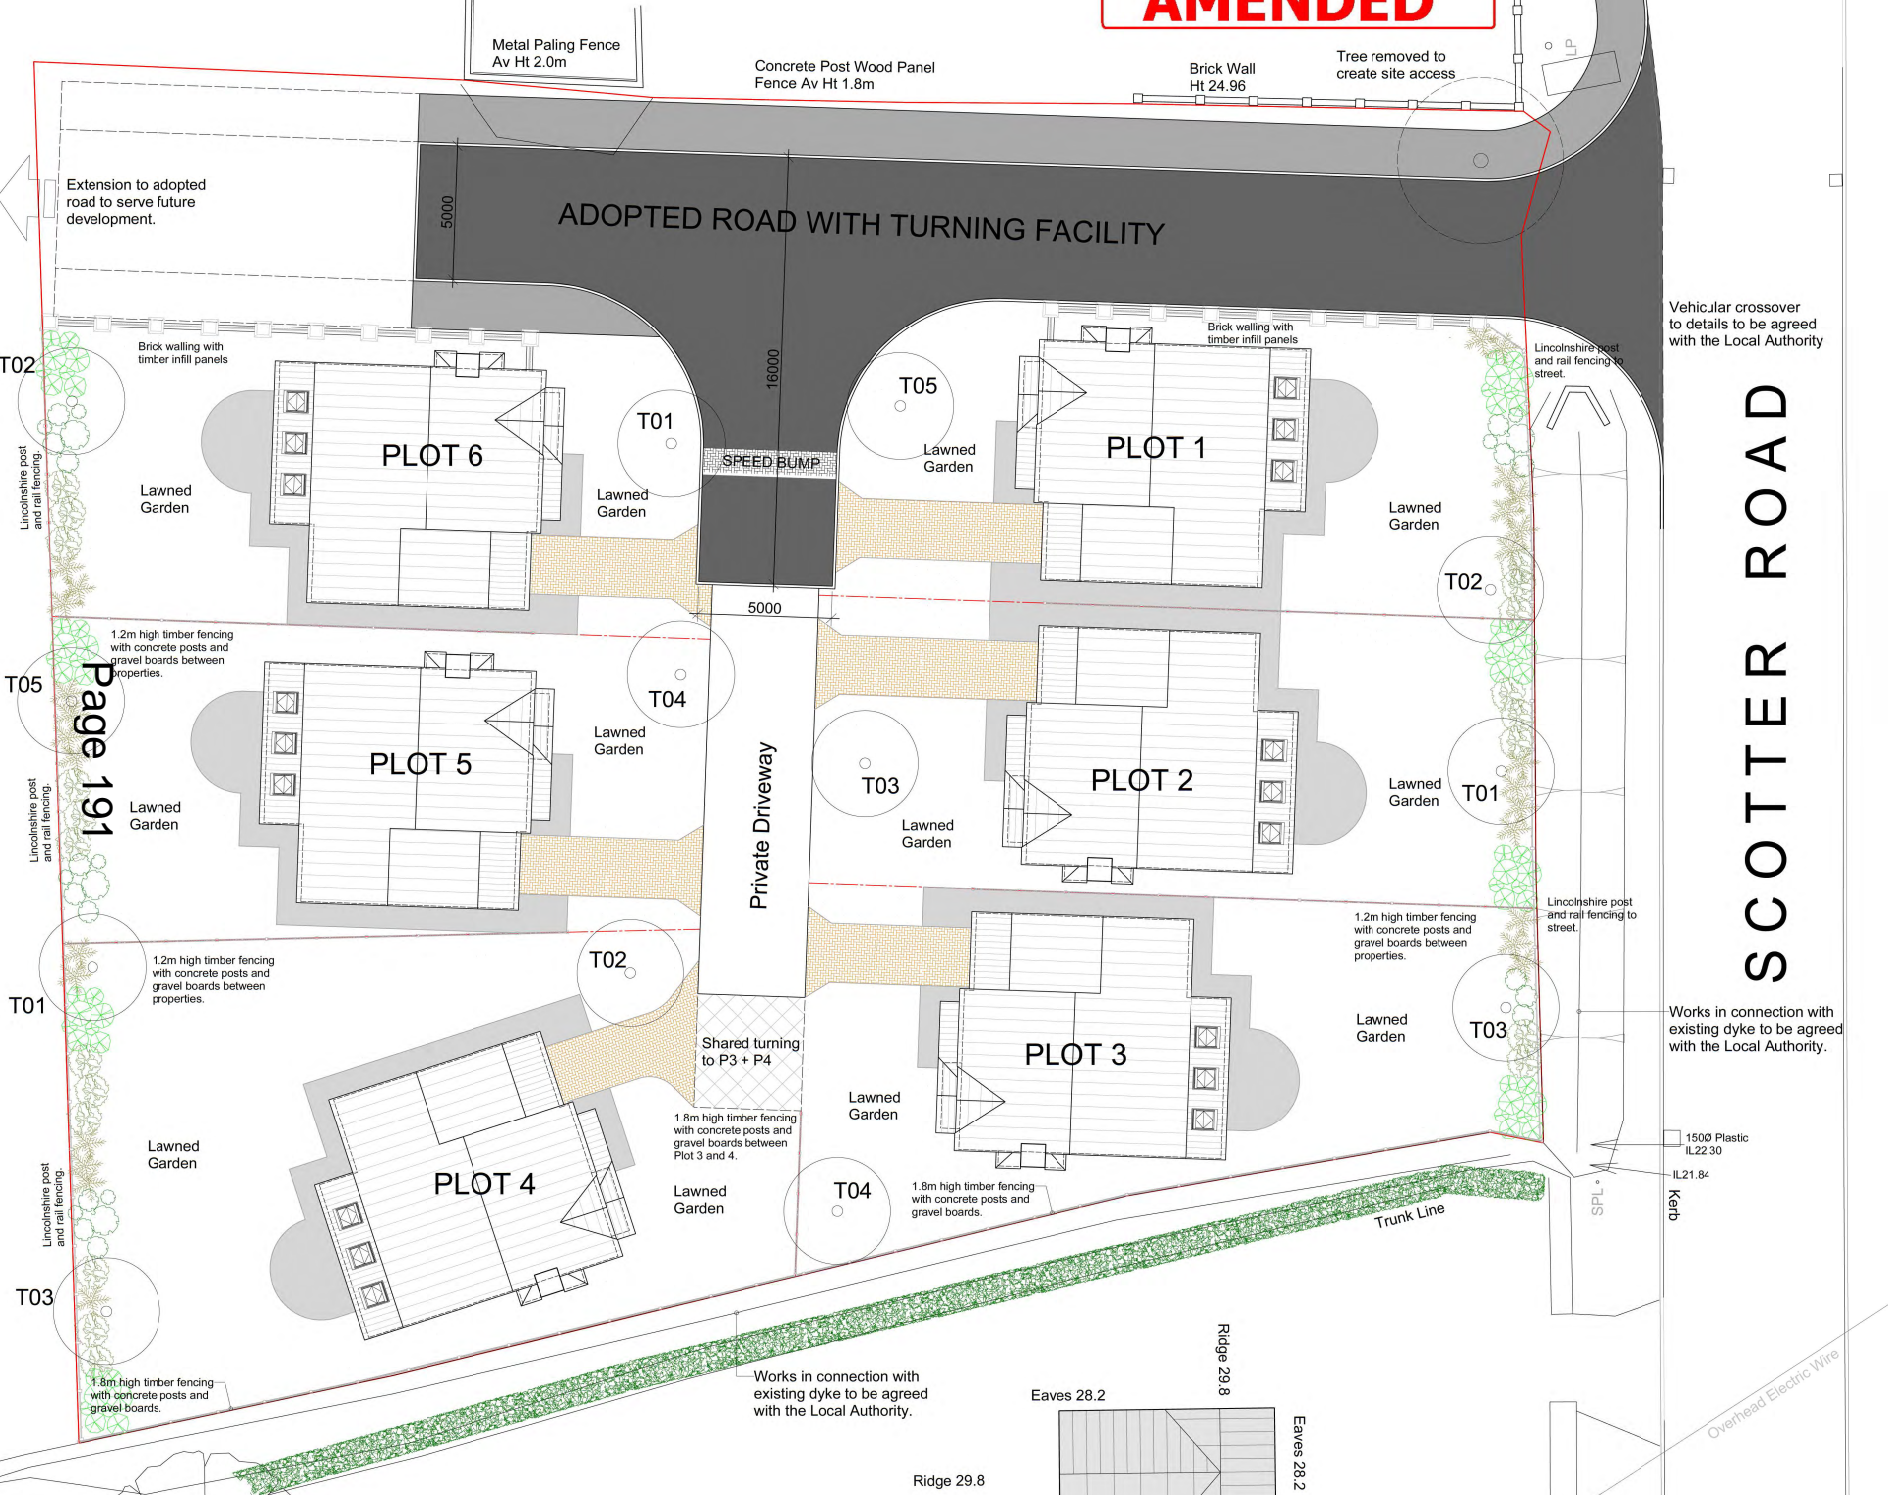 AMENDED
Metal Paling Fence
Av Ht 2.0m
Concrete Post Wood Panel
Fence Av Ht 1.8m
Brick Wall
Ht 24.96
Tree removed to
create site access
LP
Extension to adopted
road to serve future
development.
5000
ADOPTED ROAD WITH TURNING FACILITY
16000
Vehicular crossover
to details to be agreed
with the Local Authority
Brick walling with
timber infill panels
Brick walling with
timber infill panels
Lincolnshire post
and rail fencing to
street.
T02
T01
T05
PLOT 6
PLOT 1
SPEED BUMP
Lawned
Garden
Lawned
Garden
Lawned
Garden
Lawned
Garden
Lincolnshire post
and rail fencing.
T02
5000
1.2m high timber fencing
with concrete posts and
gravel boards between
properties.
T05
Page 191
T04
T03
T01
PLOT 5
PLOT 2
Private Driveway
Lawned
Garden
Lawned
Garden
Lawned
Garden
Lawned
Garden
Lincolnshire post
and rail fencing.
SCOTTER ROAD
Lincolnshire post
and rail fencing to
street.
1.2m high timber fencing
with concrete posts and
gravel boards between
properties.
1.2m high timber fencing
with concrete posts and
gravel boards between
properties.
T02
T01
T03
Lawned
Garden
Works in connection with
existing dyke to be agreed
with the Local Authority.
Shared turning
to P3 + P4
PLOT 3
Lawned
Garden
1.8m high timber fencing
with concrete posts and
gravel boards between
Plot 3 and 4.
Lawned
Garden
PLOT 4
Lawned
Garden
T04
1.8m high timber fencing
with concrete posts and
gravel boards.
Lincolnshire post
and rail fencing.
T03
150Ø Plastic
IL22.30
IL21.84
SPL
Kerb
Trunk Line
1.8m high timber fencing
with concrete posts and
gravel boards.
Works in connection with
existing dyke to be agreed
with the Local Authority.
Ridge 29.8
Eaves 28.2
Eaves 28.2
Ridge 29.8
Overhead Electric Wire